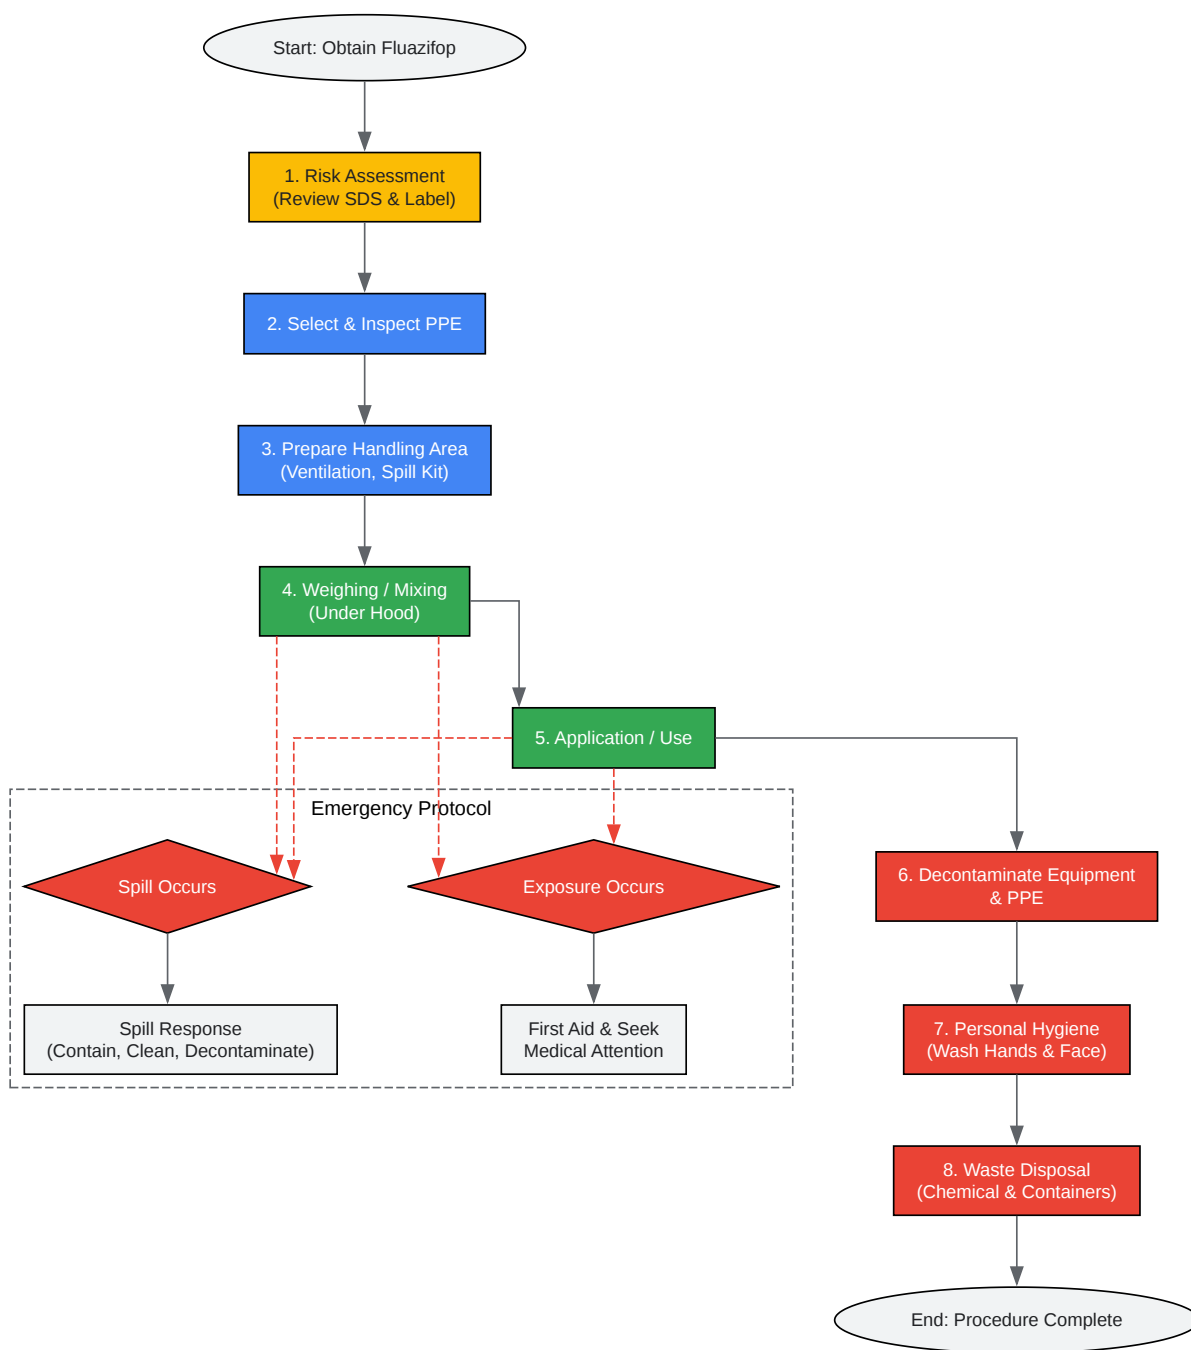 Start: Obtain Fluazifop
1. Risk Assessment
(Review SDS & Label)
2. Select & Inspect PPE
3. Prepare Handling Area
(Ventilation, Spill Kit)
4. Weighing / Mixing
(Under Hood)
5. Application / Use
Emergency Protocol
Spill Occurs
Exposure Occurs
Spill Response
(Contain, Clean, Decontaminate)
First Aid & Seek
Medical Attention
6. Decontaminate Equipment
& PPE
7. Personal Hygiene
(Wash Hands & Face)
8. Waste Disposal
(Chemical & Containers)
End: Procedure Complete